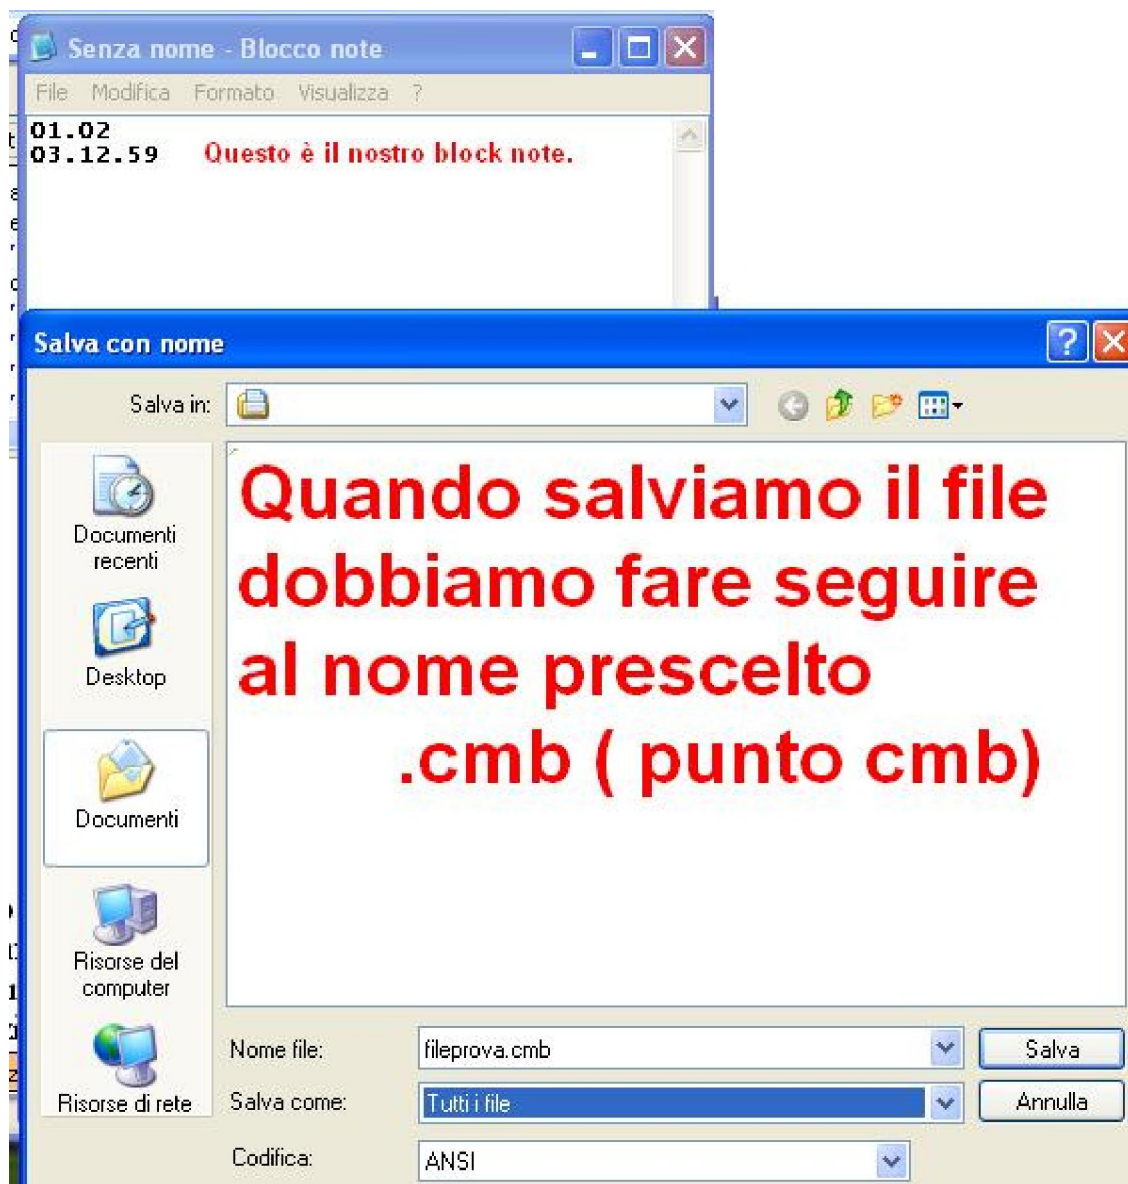 Senza nome - Blocco note
File Modifica Formato Visualizza ?
01.02
03.12.59 Questo è il nostro block note.
Salva con nome
Salva in:
Quando salviamo il file
dobbiamo fare seguire
al nome prescelto
.cmb ( punto cmb)
Documenti
recenti
Desktop
Documenti
Risorse del
computer
Risorse di rete
Nome file: fileprova.cmb Salva
Salva come: Tutti i file Annulla
Codifica: ANSI